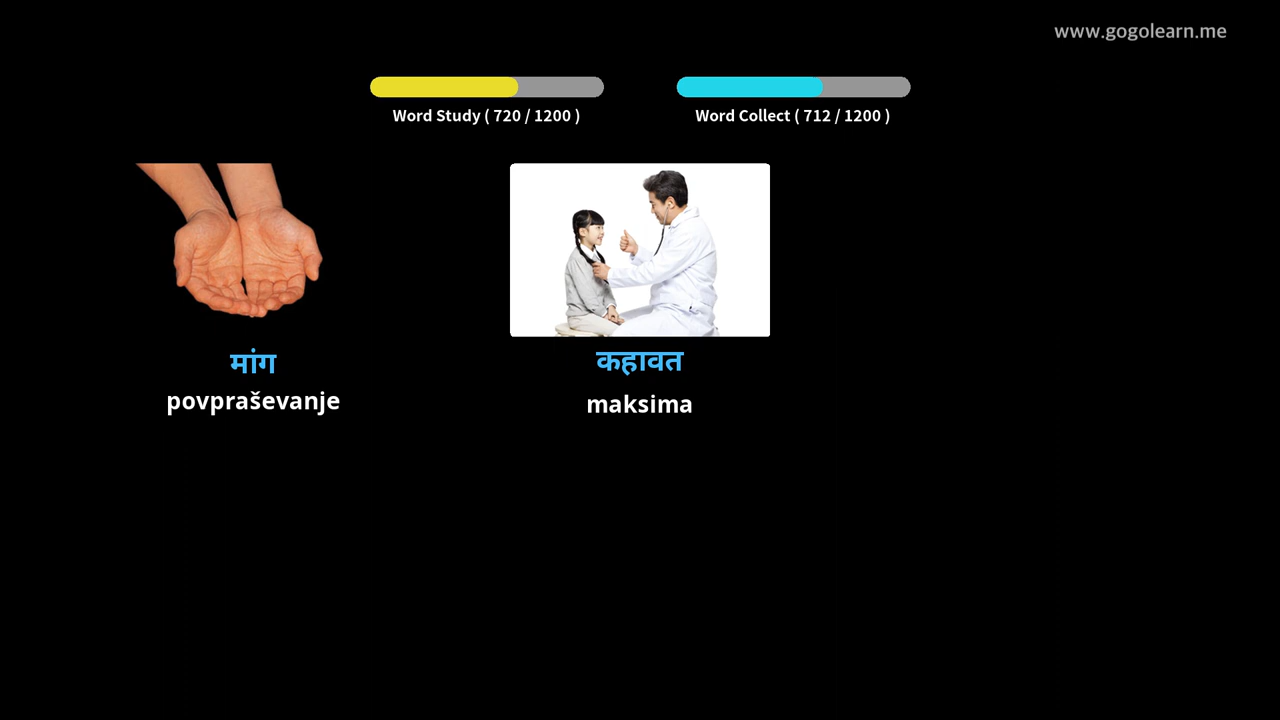 www.gogolearn.me
Word Study ( 720 / 1200 )
Word Collect ( 712 / 1200 )
मांग
povpraševanje
कहावत
maksima